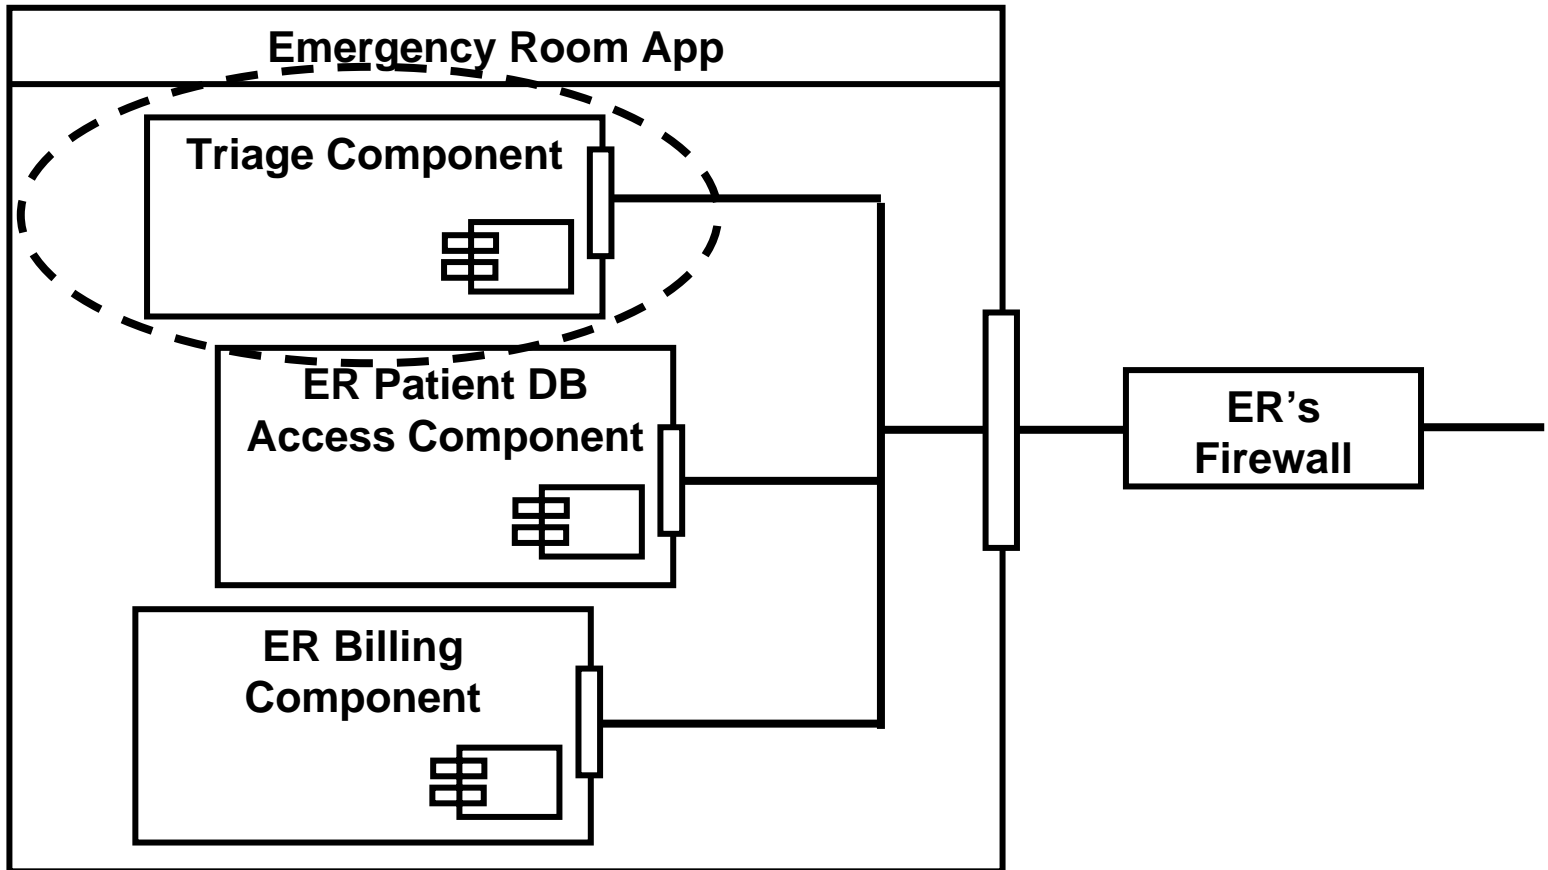 Emergency Room App
Triage Component
ER Patient DB
Access Component
ER Billing
Component
ER’s
Firewall